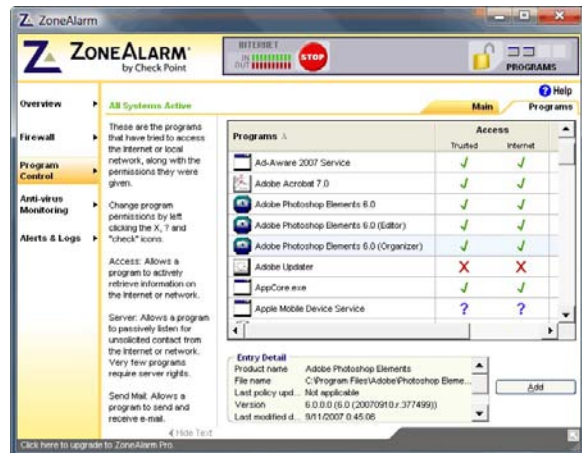 ZoneAlarm
ZONEALARM
by Check Point
INTERNET
IN
OUT
STOP
PROGRAMS
Help
Overview
Firewall
Program
Control
Anti-virus
Monitoring
Alerts & Logs
All Systems Active
Main
Programs
These are the programs
that have tried to access
the Internet or local
network, along with the
permissions they were
given.
Change program
permissions by left
clicking the X, ? and
"check" icons.
Access: Allows a
program to actively
retrieve information on
the Internet or network.
Server: Allows a program
to passively listen for
unsolicited contact from
the Internet or network.
Very few programs
require server rights.
Send Mail: Allows a
program to send and
receive e-mail.
Hide Text
Programs
Access
Trusted
Internet
Ad-Aware 2007 Service
Adobe Acrobat 7.0
Adobe Photoshop Elements 6.0
Adobe Photoshop Elements 6.0 (Editor)
Adobe Photoshop Elements 6.0 (Organizer)
Adobe Updater X X
AppCore.exe
Apple Mobile Device Service ? ?
Entry Detail
Product name Adobe Photoshop Elements
File name C:\Program Files\Adobe\Photoshop Eleme...
Last policy upd... Not applicable
Version 6.0.0.0 (6.0 (20070910.r.377499))
Last modified d... 9/11/2007 0:45:06
Add
Click here to upgrade to ZoneAlarm Pro.